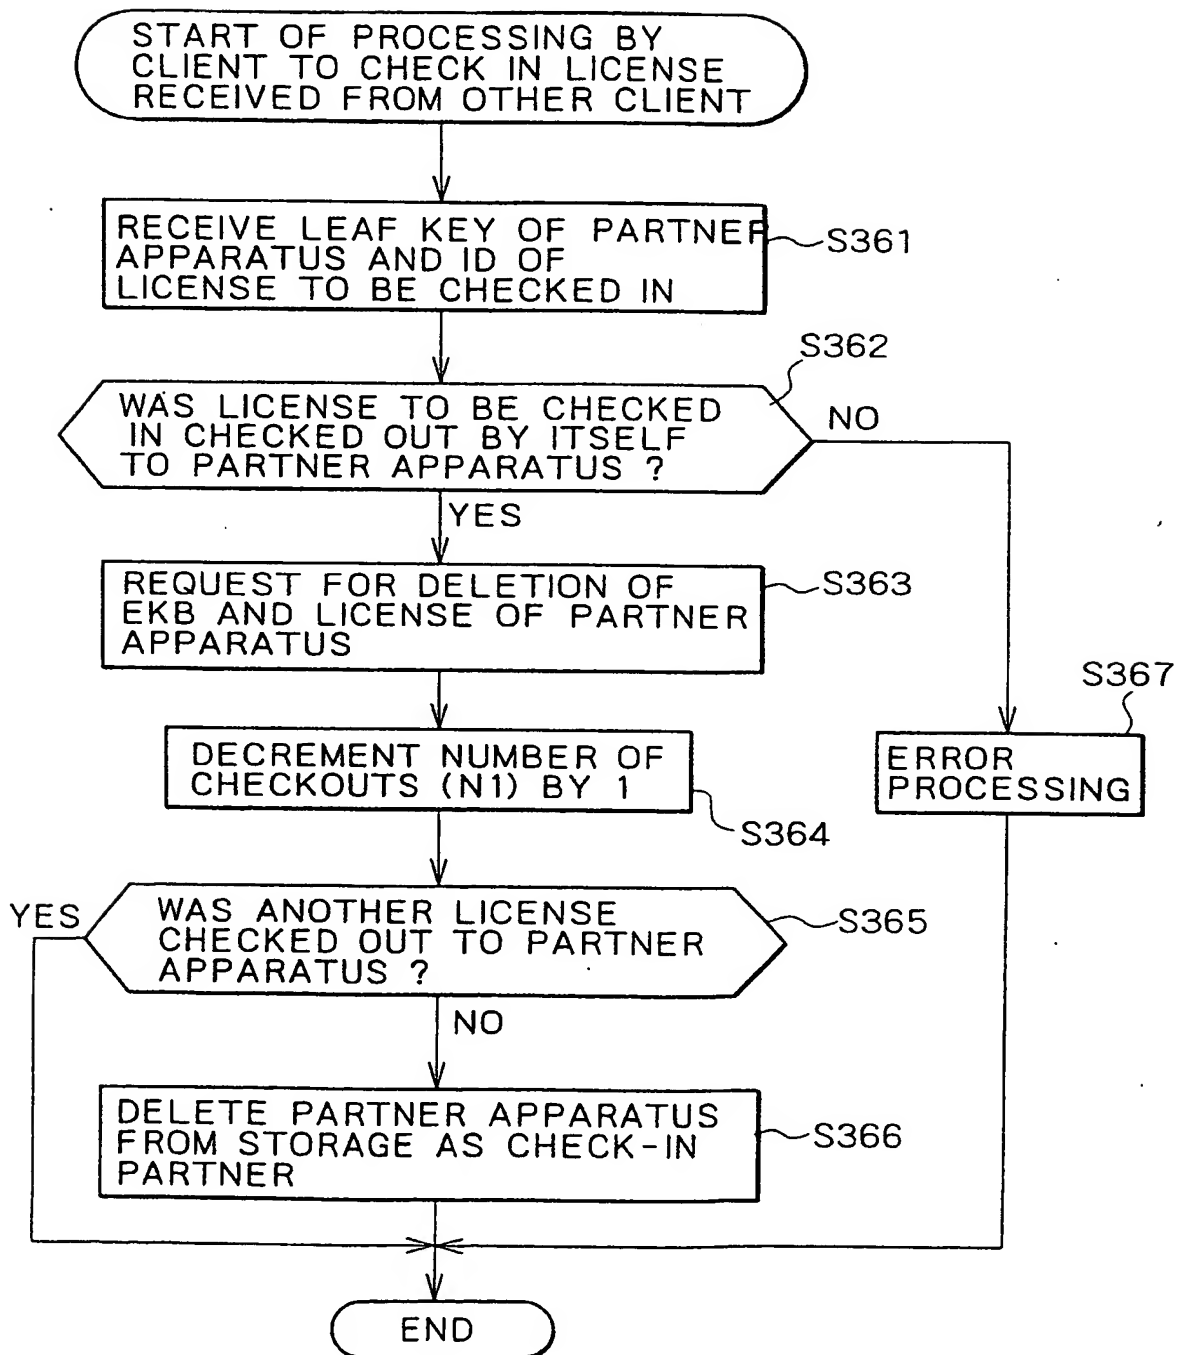 START OF PROCESSING BY
CLIENT TO CHECK IN LICENSE
RECEIVED FROM OTHER CLIENT
RECEIVE LEAF KEY OF PARTNER
APPARATUS AND ID OF
LICENSE TO BE CHECKED IN
S361
S362
WAS LICENSE TO BE CHECKED
IN CHECKED OUT BY ITSELF
TO PARTNER APPARATUS ?
NO
YES
REQUEST FOR DELETION OF
EKB AND LICENSE OF PARTNER
APPARATUS
S363
S367
DECREMENT NUMBER OF
CHECKOUTS (N1) BY 1
S364
ERROR
PROCESSING
YES
WAS ANOTHER LICENSE
CHECKED OUT TO PARTNER
APPARATUS ?
S365
NO
DELETE PARTNER APPARATUS
FROM STORAGE AS CHECK-IN
PARTNER
S366
END